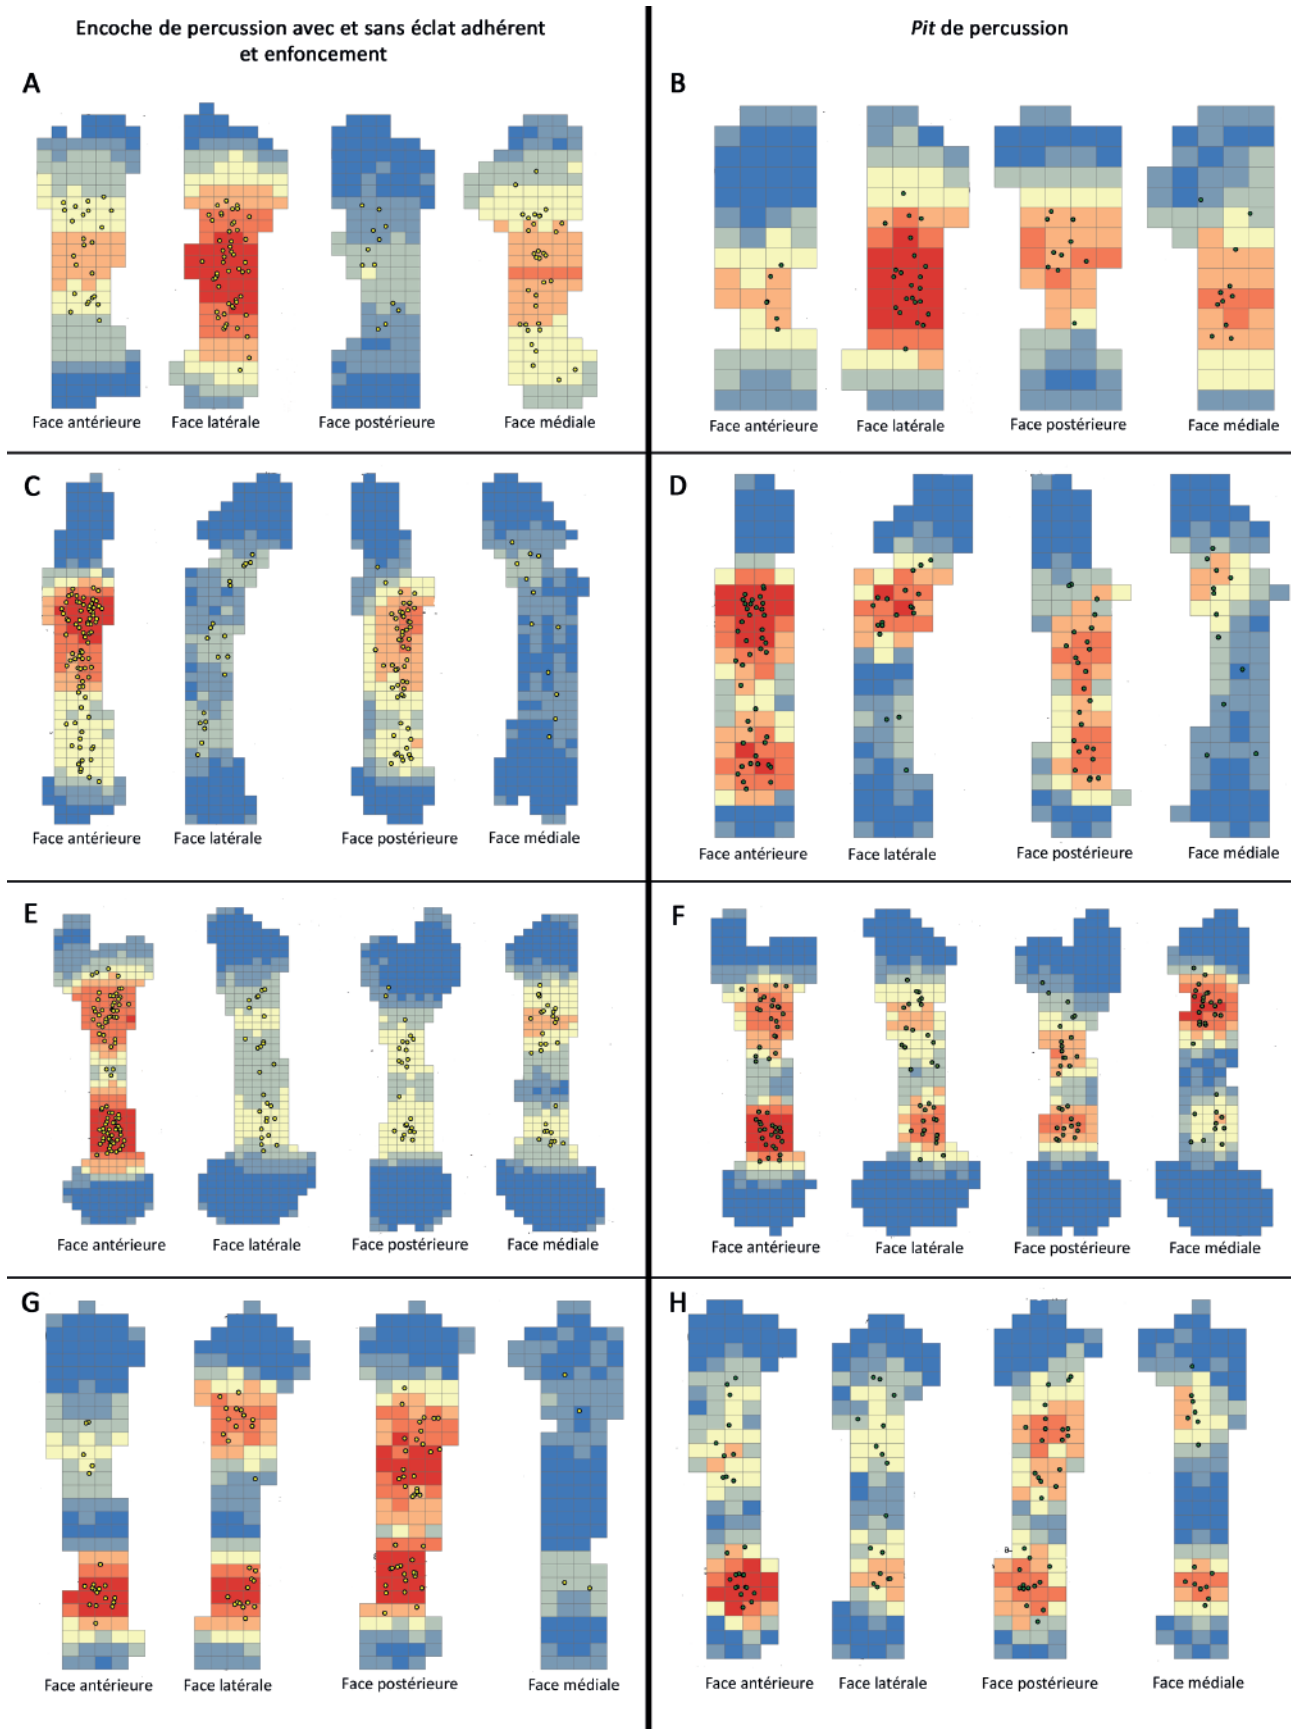 Encoche de percussion avec et sans éclat adhérent
et enfoncement
Pit de percussion
A
Face antérieure
Face latérale
Face postérieure
Face médiale
B
Face antérieure
Face latérale
Face postérieure
Face médiale
C
Face antérieure
Face latérale
Face postérieure
Face médiale
D
Face antérieure
Face latérale
Face postérieure
Face médiale
E
Face antérieure
Face latérale
Face postérieure
Face médiale
F
Face antérieure
Face latérale
Face postérieure
Face médiale
G
Face antérieure
Face latérale
Face postérieure
Face médiale
H
Face antérieure
Face latérale
Face postérieure
Face médiale